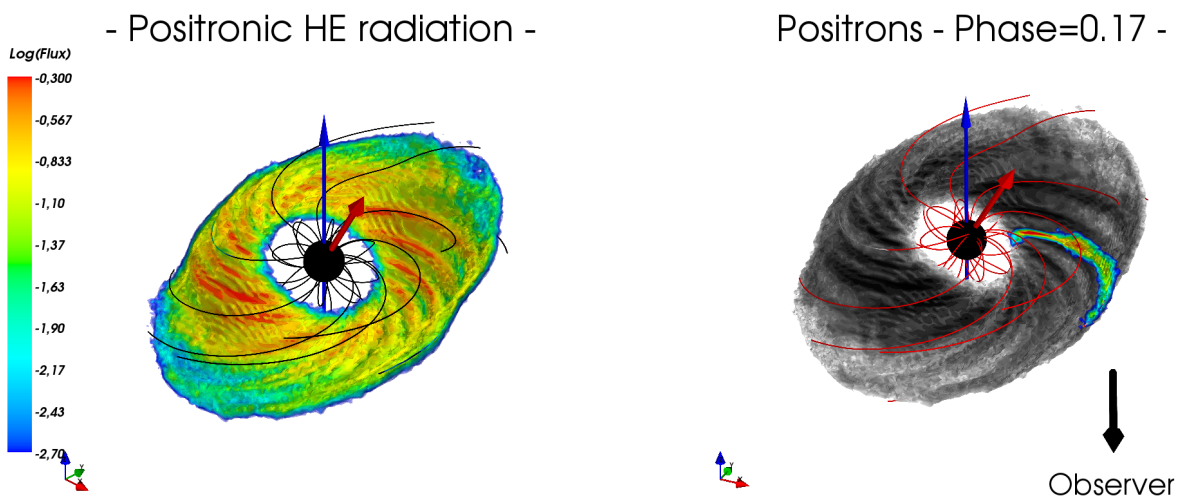 - Positronic HE radiation -
Positrons - Phase=0.17 -
Log(Flux)
-0,300
-0,567
-0,833
-1,10
-1,37
-1,63
-1,90
-2,17
-2,43
-2,70
Z
Y
X
Z
Y
X
Observer